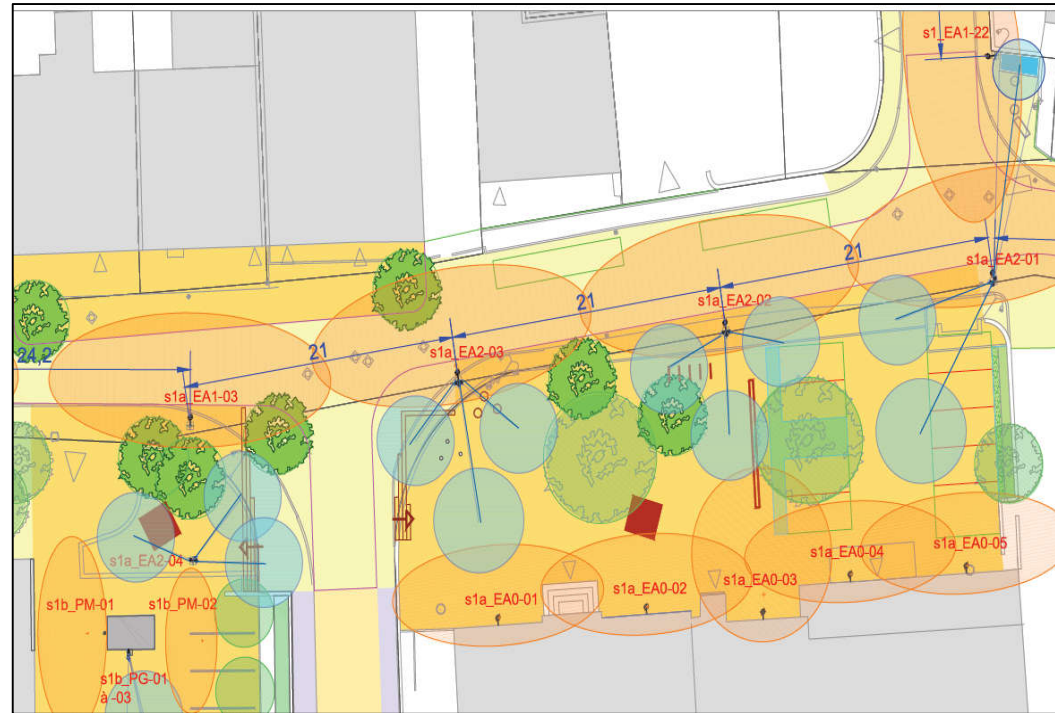 s1_EA1-22
21
s1a_EA2-01
21
s1a_EA2-02
21
s1a_EA2-03
24,2
s1a_EA1-03
s1a_EA2-04
s1a_EA0-05
s1a_EA0-04
s1a_EA0-03
s1a_EA0-02
s1a_EA0-01
s1b_PM-01
s1b_PM-02
s1b_PG-01
à -03